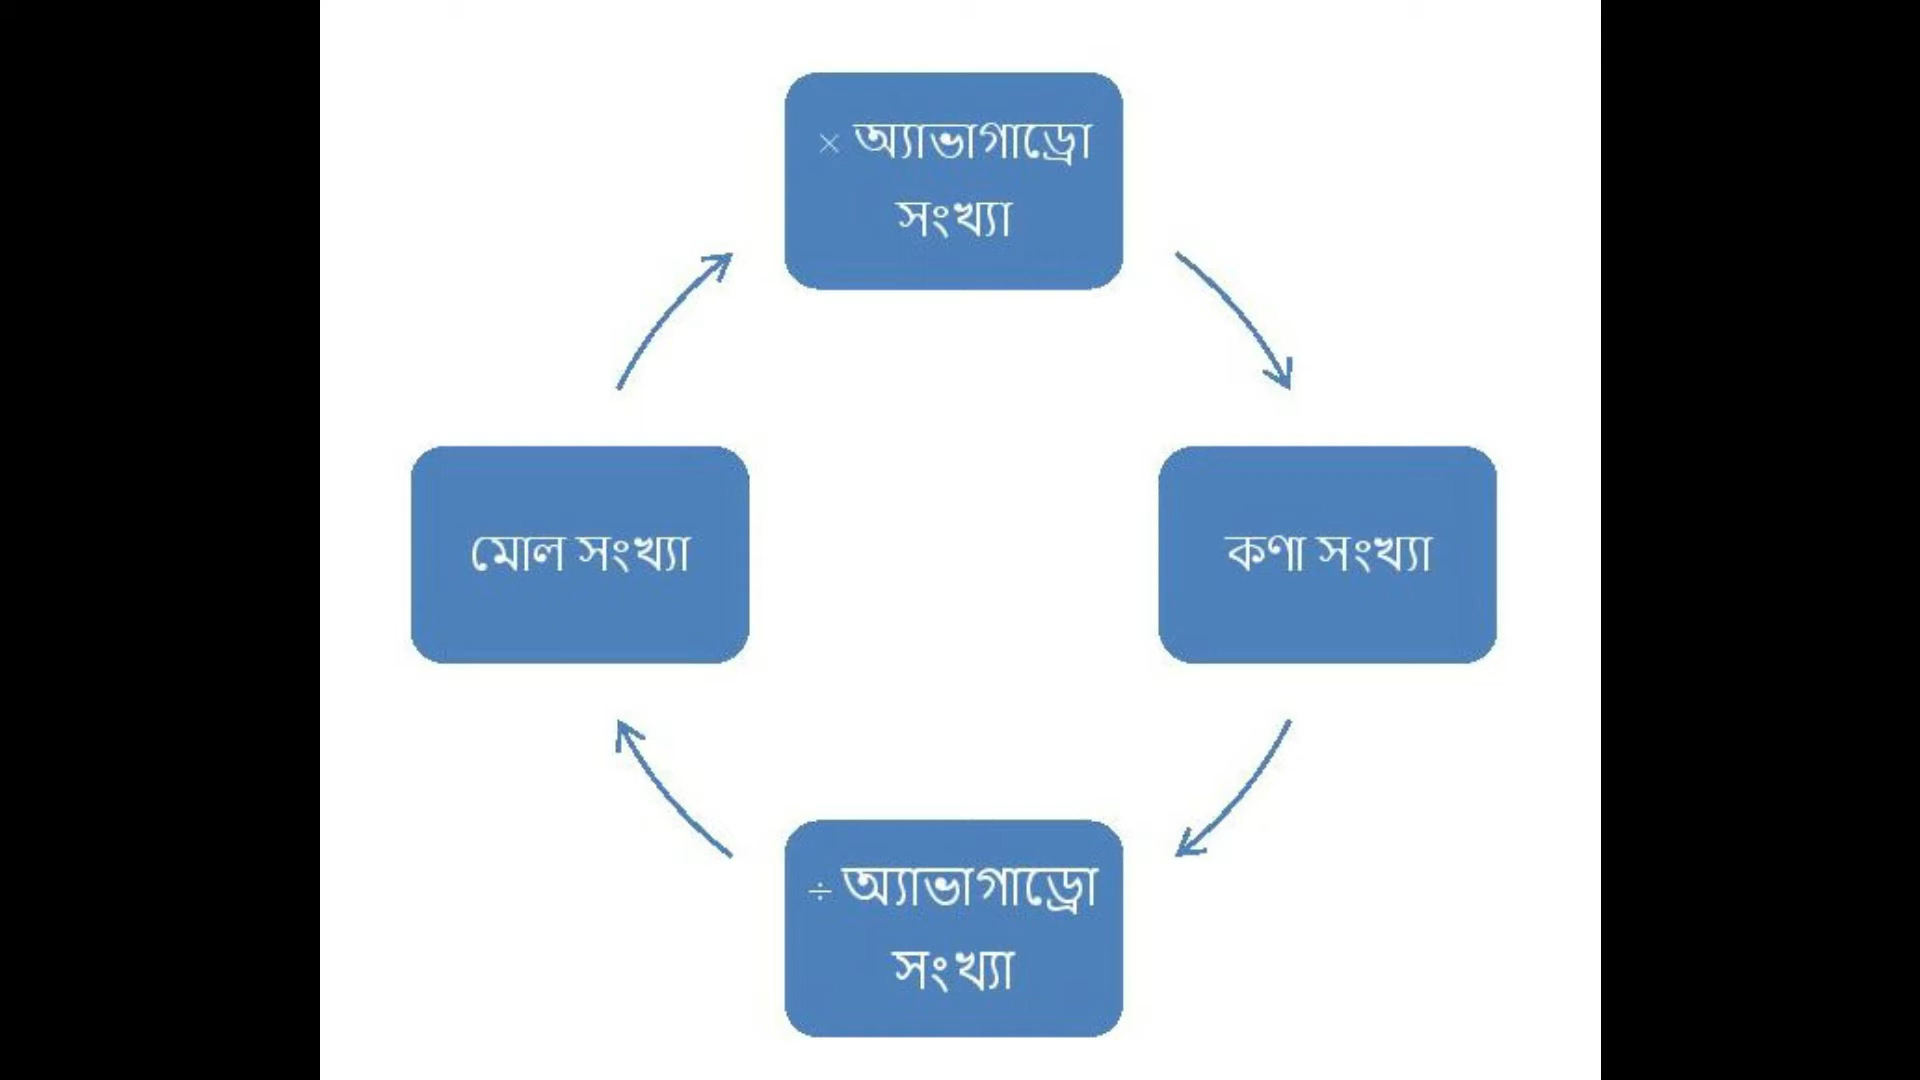 × অ্যাভাগাড্রো
সংখ্যা
মোল সংখ্যা
কণা সংখ্যা
÷ অ্যাভাগাড্রো
সংখ্যা